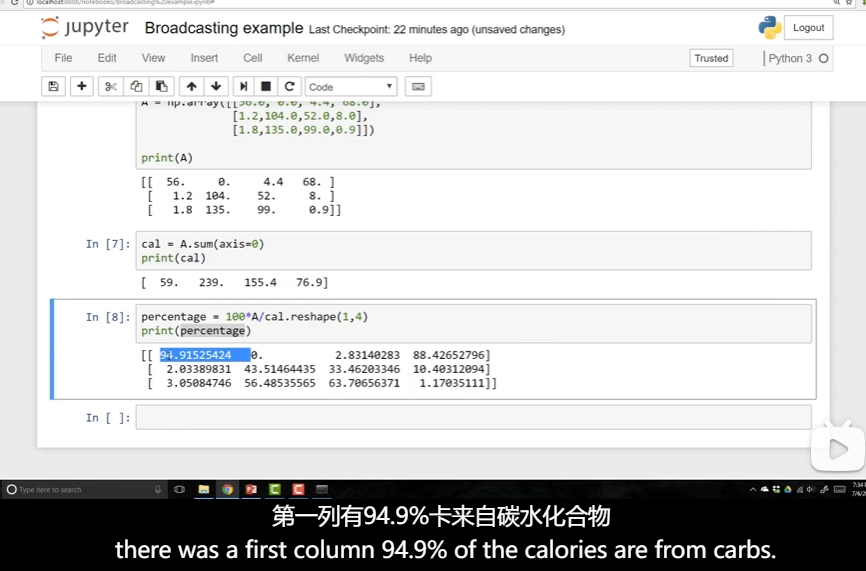 localhost:8888/notebooks/Broadcasting%20example.ipynb#
jupyter Broadcasting example Last Checkpoint: 22 minutes ago (unsaved changes)
Logout
File Edit View Insert Cell Kernel Widgets Help
Trusted
Python 3
Code
A = np.array([[56.0, 0.0, 4.4, 68.0],
[1.2,104.0,52.0,8.0],
[1.8,135.0,99.0,0.9]])
print(A)
[[ 56. 0. 4.4 68. ]
[ 1.2 104. 52. 8. ]
[ 1.8 135. 99. 0.9]]
In [7]: cal = A.sum(axis=0)
print(cal)
[ 59. 239. 155.4 76.9]
In [8]: percentage = 100*A/cal.reshape(1,4)
print(percentage)
[[ 94.91525424 0. 2.83140283 88.42652796]
[ 2.03389831 43.51464435 33.46203346 10.40312094]
[ 3.05084746 56.48535565 63.70656371 1.17035111]]
In [ ]:
Type here to search
7:34
第一列有94.9%卡来自碳水化合物
there was a first column 94.9% of the calories are from carbs.